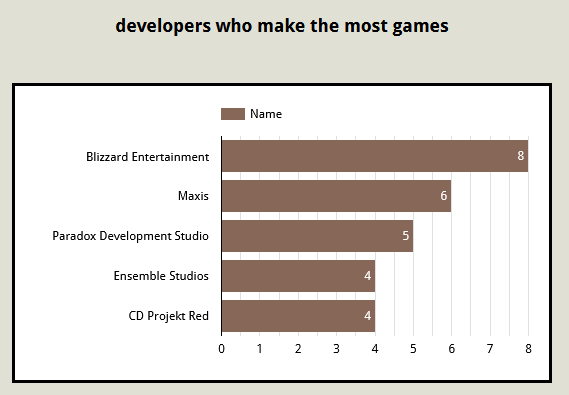 developers who make the most games
Name
Blizzard Entertainment 8
Maxis 6
Paradox Development Studio 5
Ensemble Studios 4
CD Projekt Red 4
0 1 2 3 4 5 6 7 8